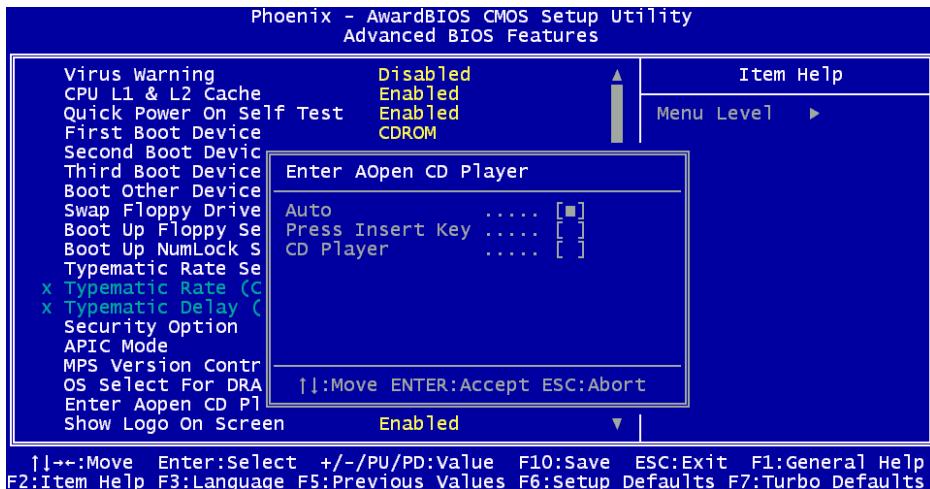 Phoenix - AwardBIOS CMOS Setup Utility
Advanced BIOS Features
Virus Warning Disabled
CPU L1 & L2 Cache Enabled
Quick Power On Self Test Enabled
First Boot Device CDROM
Second Boot Devic
Third Boot Device
Boot Other Device
Swap Floppy Drive
Boot Up Floppy Se
Boot Up NumLock S
Typematic Rate Se
x Typematic Rate (C
x Typematic Delay (
Security Option
APIC Mode
MPS Version Contr
OS Select For DRA
Enter Aopen CD Pl
Show Logo On Screen Enabled
Item Help
Menu Level ▶
Enter AOpen CD Player
Auto ..... [■]
Press Insert Key ..... [ ]
CD Player ..... [ ]
↑↓:Move ENTER:Accept ESC:Abort
↑↓→←:Move Enter:Select +/-/PU/PD:Value F10:Save ESC:Exit F1:General Help
F2:Item Help F3:Language F5:Previous Values F6:Setup Defaults F7:Turbo Defaults